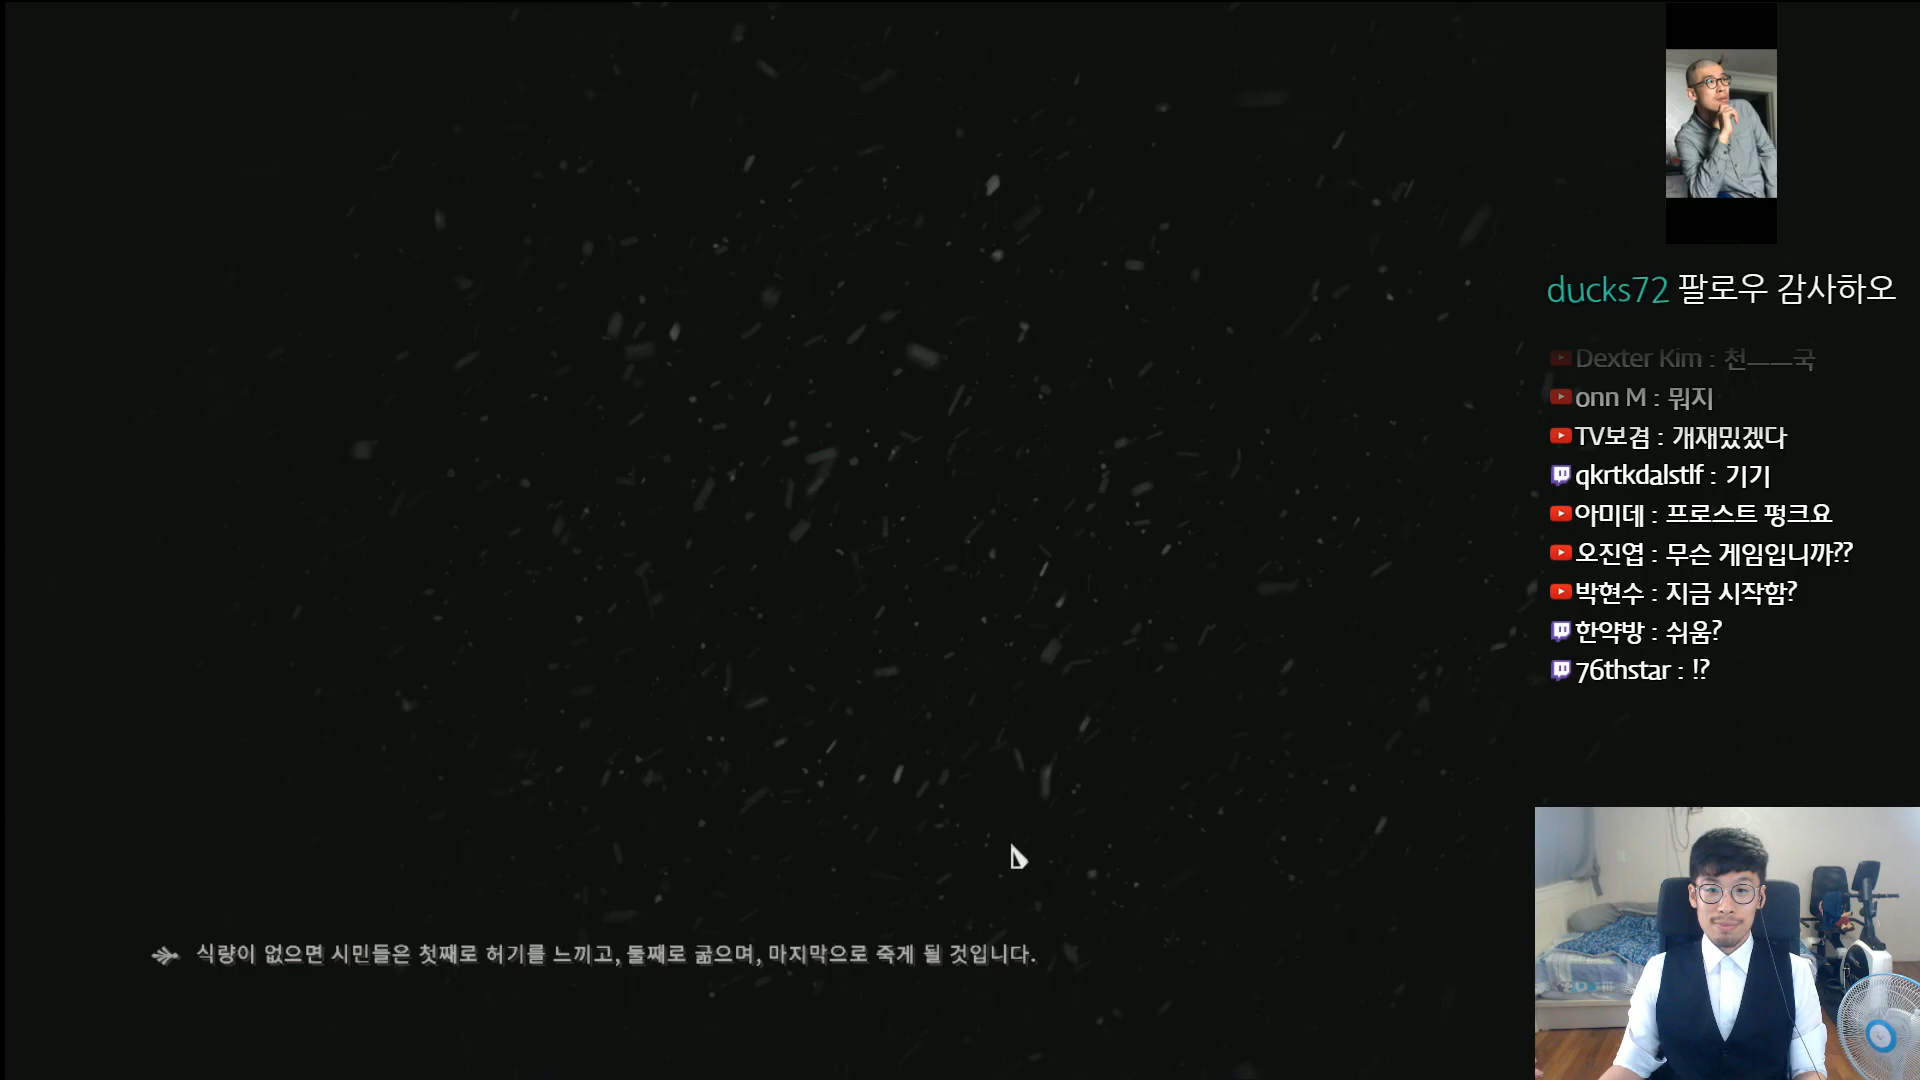 ducks72 팔로우 감사하오
Dexter Kim : 천ㅡㅡ국
onn M : 뭐지
TV보겸 : 개재밌겠다
qkrtkdalstlf : 기기
아미데 : 프로스트 펑크요
오진엽 : 무슨 게임입니까??
박현수 : 지금 시작함?
한약방 : 쉬움?
76thstar : !?
식량이 없으면 시민들은 첫째로 허기를 느끼고, 둘째로 굶으며, 마지막으로 죽게 될 것입니다.